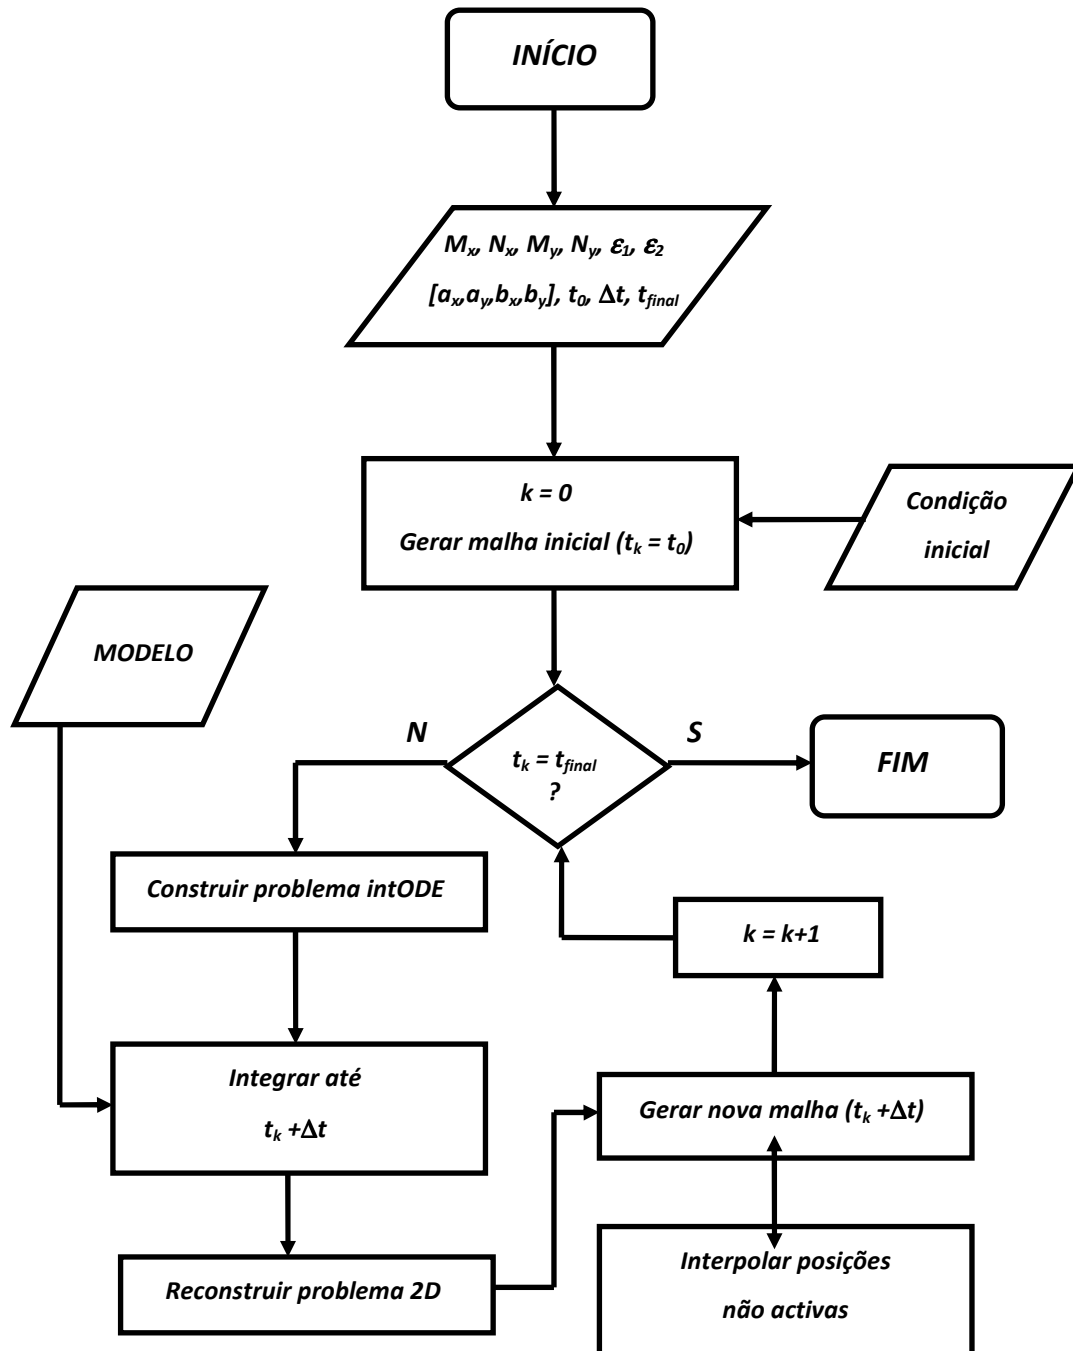 INÍCIO
Mx, Nx, My, Ny, ε1, ε2
[ax,ay,bx,by], t0, Δt, tfinal
k = 0
Gerar malha inicial (tk = t0)
Condição
inicial
MODELO
N
S
tk = tfinal
?
FIM
Construir problema intODE
k = k+1
Integrar até
tk +Δt
Gerar nova malha (tk +Δt)
Reconstruir problema 2D
Interpolar posições
não activas